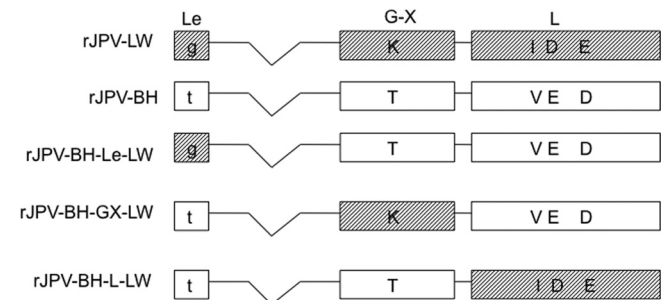 Le G-X L
rJPV-LW g K I D E
rJPV-BH t T V E D
rJPV-BH-Le-LW g T V E D
rJPV-BH-GX-LW t K V E D
rJPV-BH-L-LW t T I D E